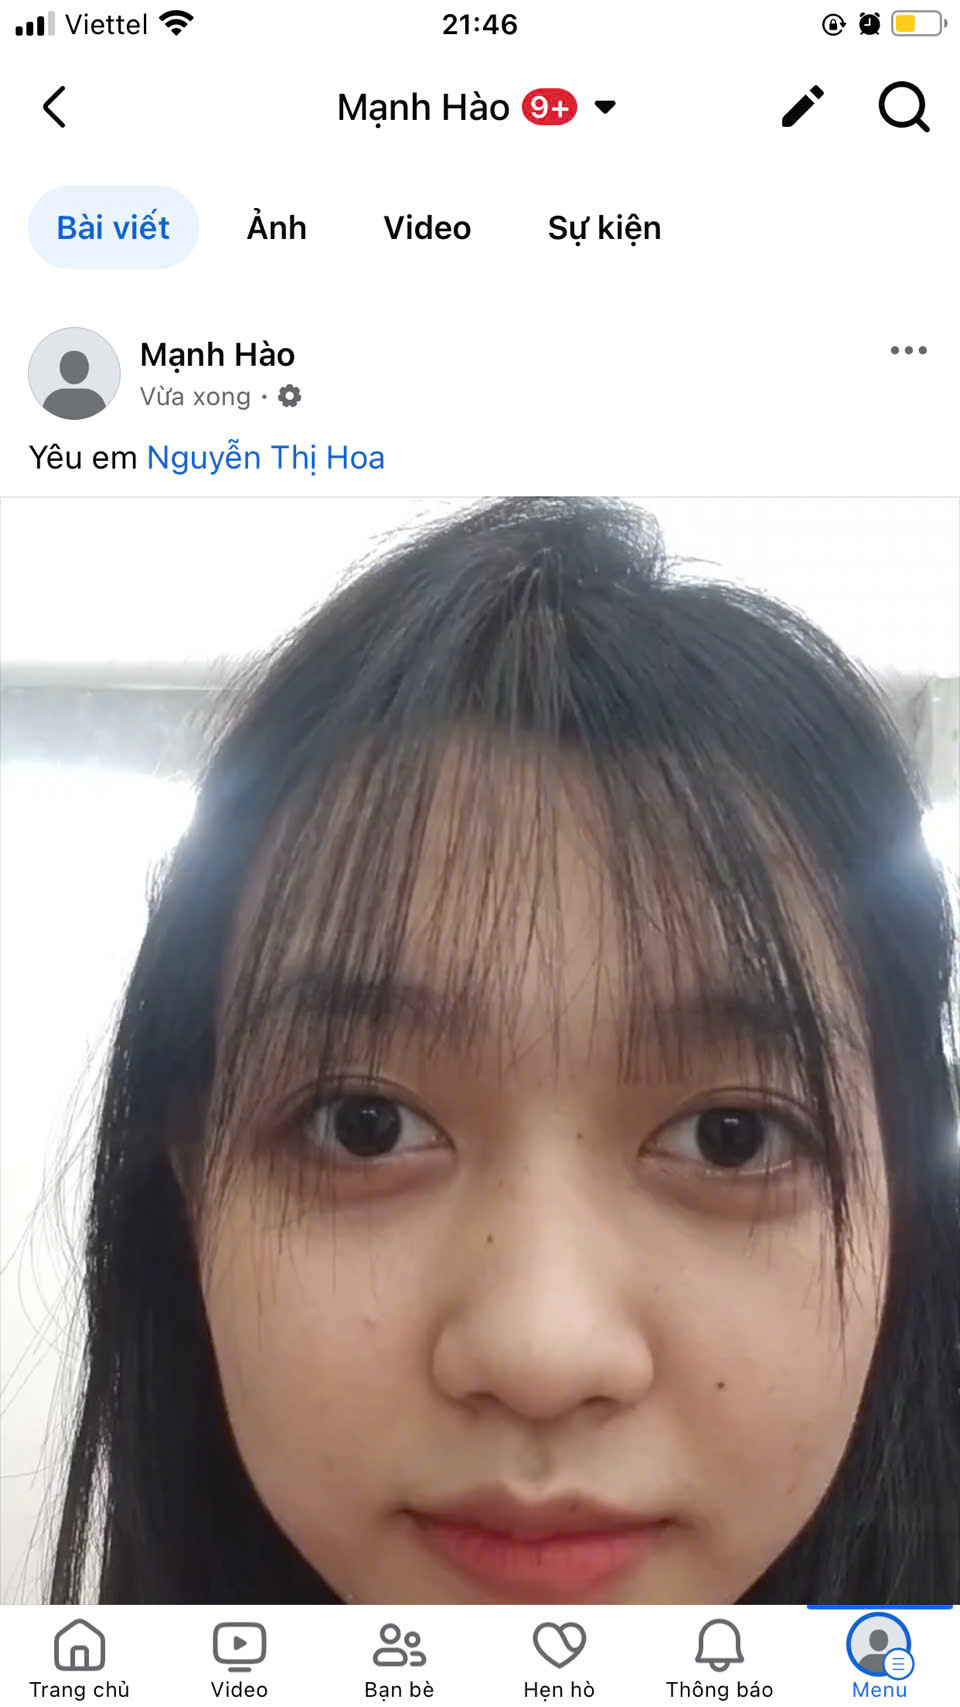 Viettel 21:46
Mạnh Hào 9+
Bài viết Ảnh Video Sự kiện
Mạnh Hào
Vừa xong ·
Yêu em Nguyễn Thị Hoa
Trang chủ Video Bạn bè Hẹn hò Thông báo Menu